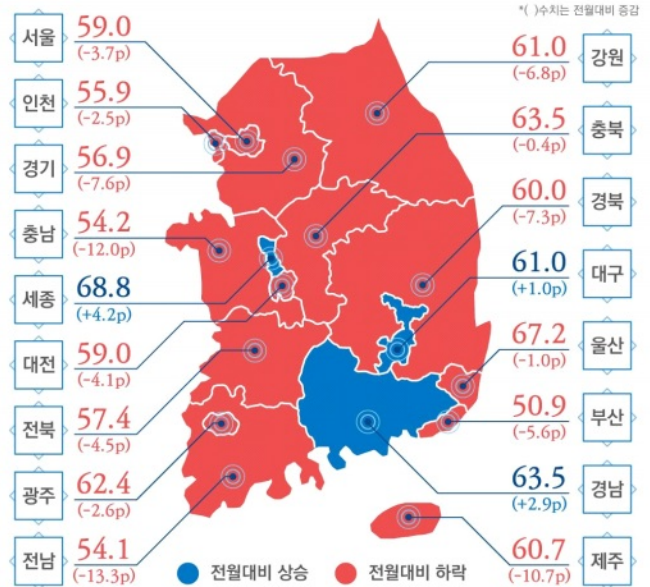 *( )수치는 전월대비 증감
서울 59.0
(-3.7p)
인천 55.9
(-2.5p)
경기 56.9
(-7.6p)
충남 54.2
(-12.0p)
세종 68.8
(+4.2p)
대전 59.0
(-4.1p)
전북 57.4
(-4.5p)
광주 62.4
(-2.6p)
전남 54.1
(-13.3p)
61.0 강원
(-6.8p)
63.5 충북
(-0.4p)
60.0 경북
(-7.3p)
61.0 대구
(+1.0p)
67.2 울산
(-1.0p)
50.9 부산
(-5.6p)
63.5 경남
(+2.9p)
60.7 제주
(-10.7p)
전월대비 상승 전월대비 하락